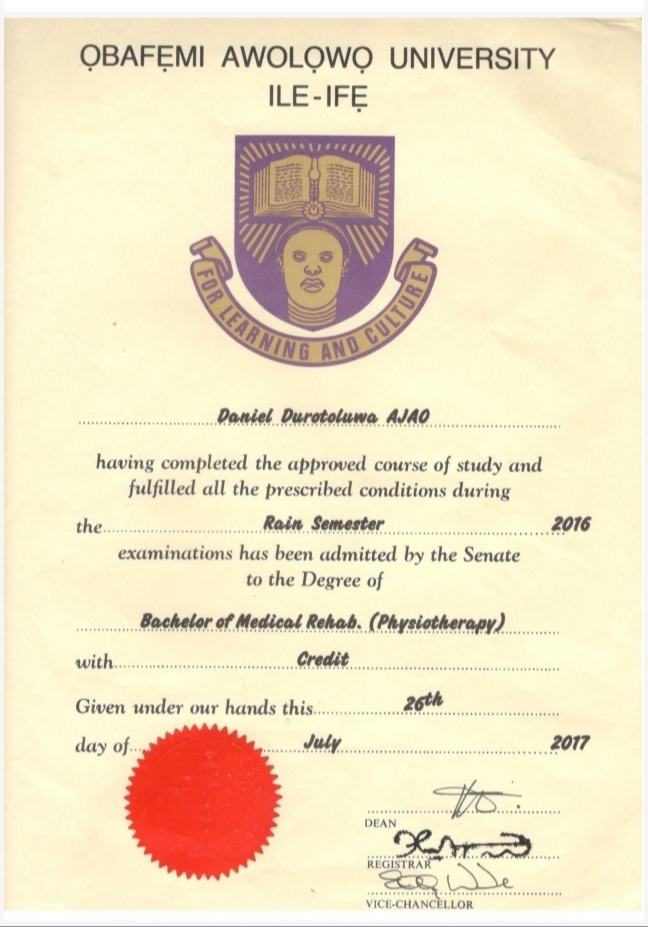 ỌBAFẸMI AWOLỌWỌ UNIVERSITY
ILE-IFẸ
FOR LEARNING AND CULTURE
Daniel Durotoluwa AJAO
having completed the approved course of study and
fulfilled all the prescribed conditions during
the Rain Semester 2016
examinations has been admitted by the Senate
to the Degree of
Bachelor of Medical Rehab. (Physiotherapy)
with Credit
Given under our hands this 26th
day of July 2017
DEAN
REGISTRAR
VICE-CHANCELLOR